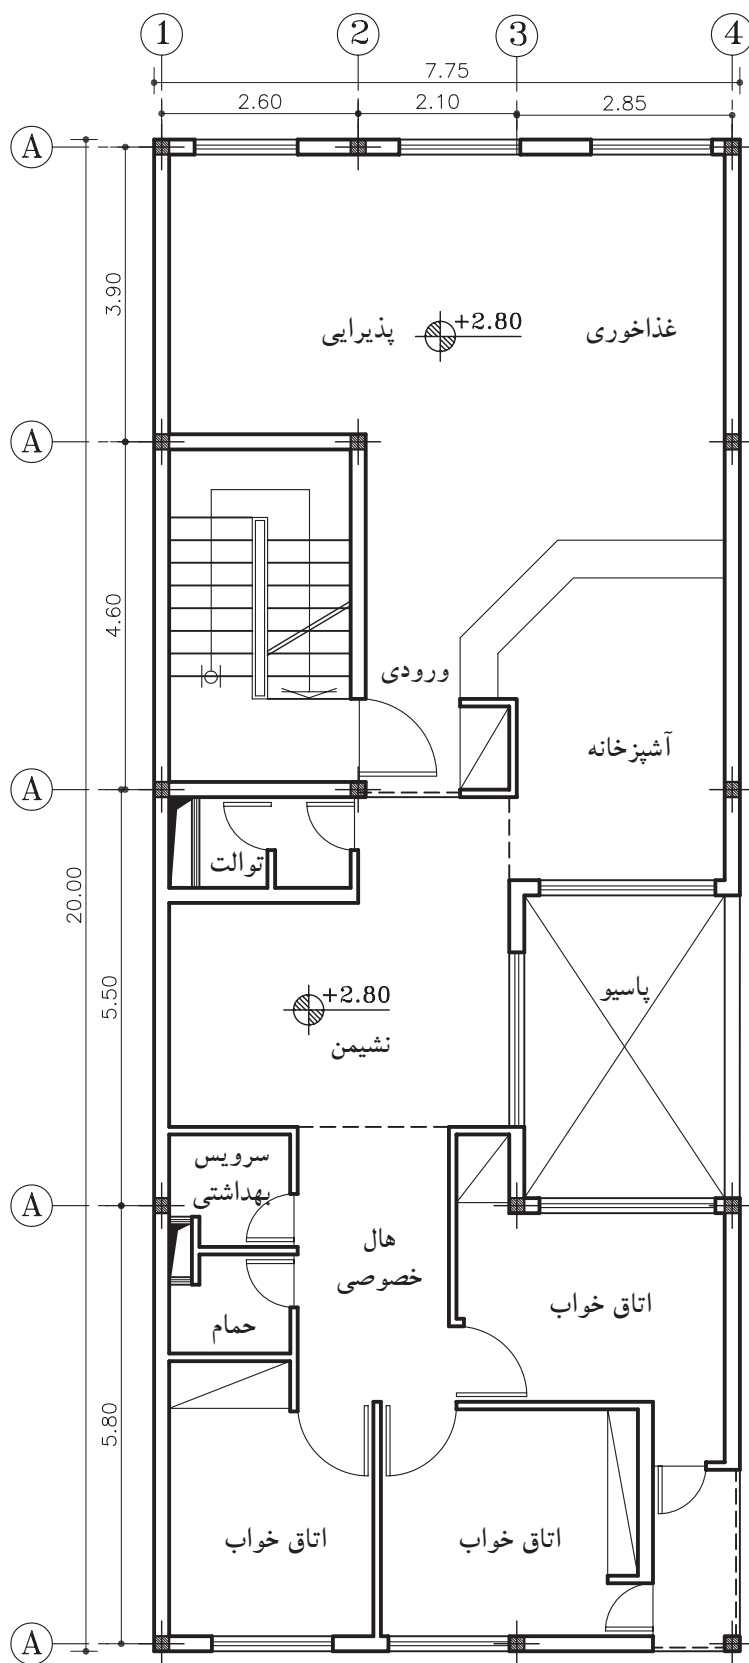 1 2 3 4
7.75
2.60 2.10 2.85
A
3.90
+2.80
پذیرایی
غذاخوری
A
4.60
ورودی
آشپزخانه
A
توالت
20.00
5.50
پاسیو
+2.80
نشیمن
سرویس
بهداشتی
A
هال
خصوصی
اتاق خواب
حمام
5.80
اتاق خواب
اتاق خواب
A